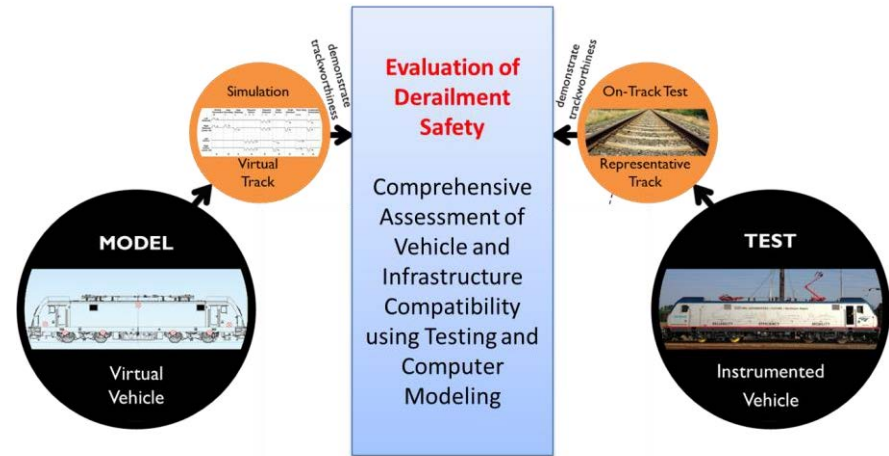 Simulation
Virtual
Track
demonstrate
trackworthiness
MODEL
Virtual
Vehicle
Evaluation of
Derailment
Safety
Comprehensive
Assessment of
Vehicle and
Infrastructure
Compatibility
using Testing and
Computer
Modeling
demonstrate
trackworthiness
On-Track Test
Representative
Track
TEST
Instrumented
Vehicle